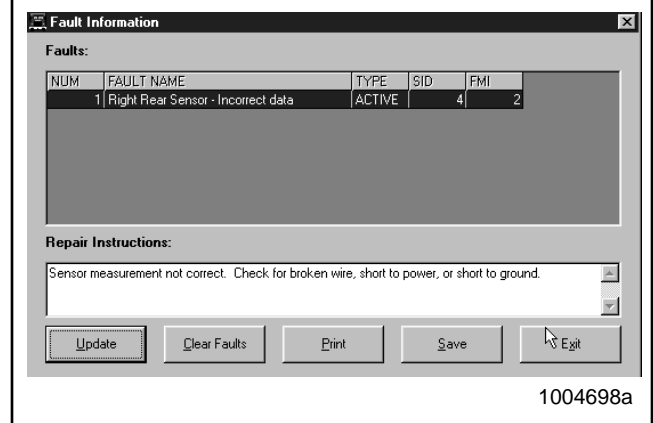 Fault Information
Faults:
NUM FAULT NAME TYPE SID FMI
1 Right Rear Sensor - Incorrect data ACTIVE 4 2
Repair Instructions:
Sensor measurement not correct. Check for broken wire, short to power, or short to ground.
Update Clear Faults Print Save Exit
1004698a